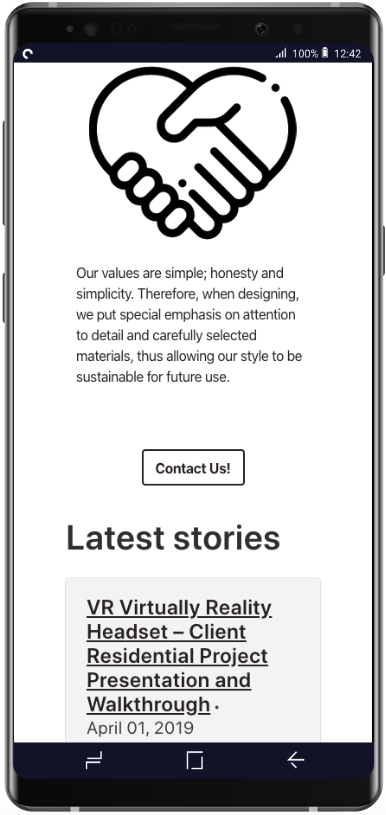 100% 12:42
Our values are simple; honesty and
simplicity. Therefore, when designing,
we put special emphasis on attention
to detail and carefully selected
materials, thus allowing our style to be
sustainable for future use.
Contact Us!
Latest stories
VR Virtually Reality
Headset – Client
Residential Project
Presentation and
Walkthrough •
April 01, 2019